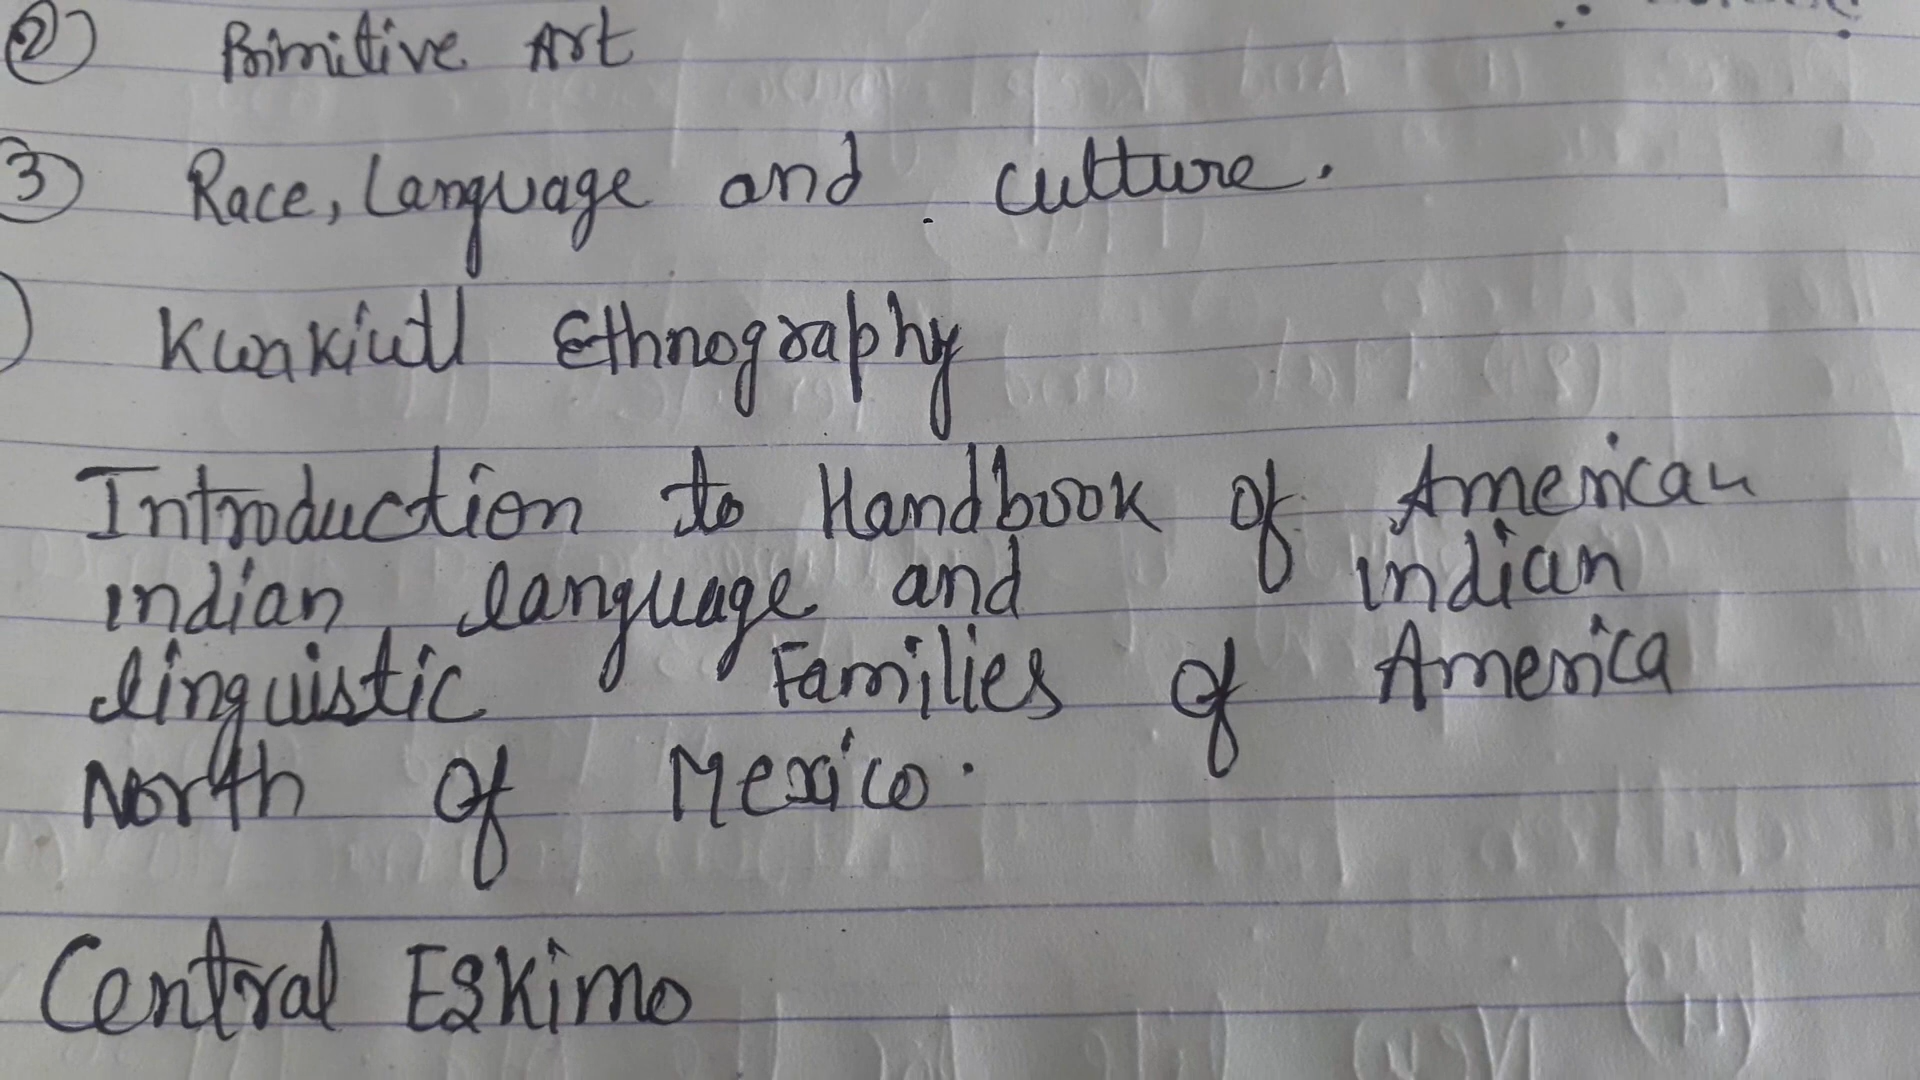 ② Primitive Art
③ Race, Language and culture.
Kwakiutl Ethnography
Introduction to Handbook of American
indian language and indian
linguistic Families of America
North of Mexico.
Central Eskimo